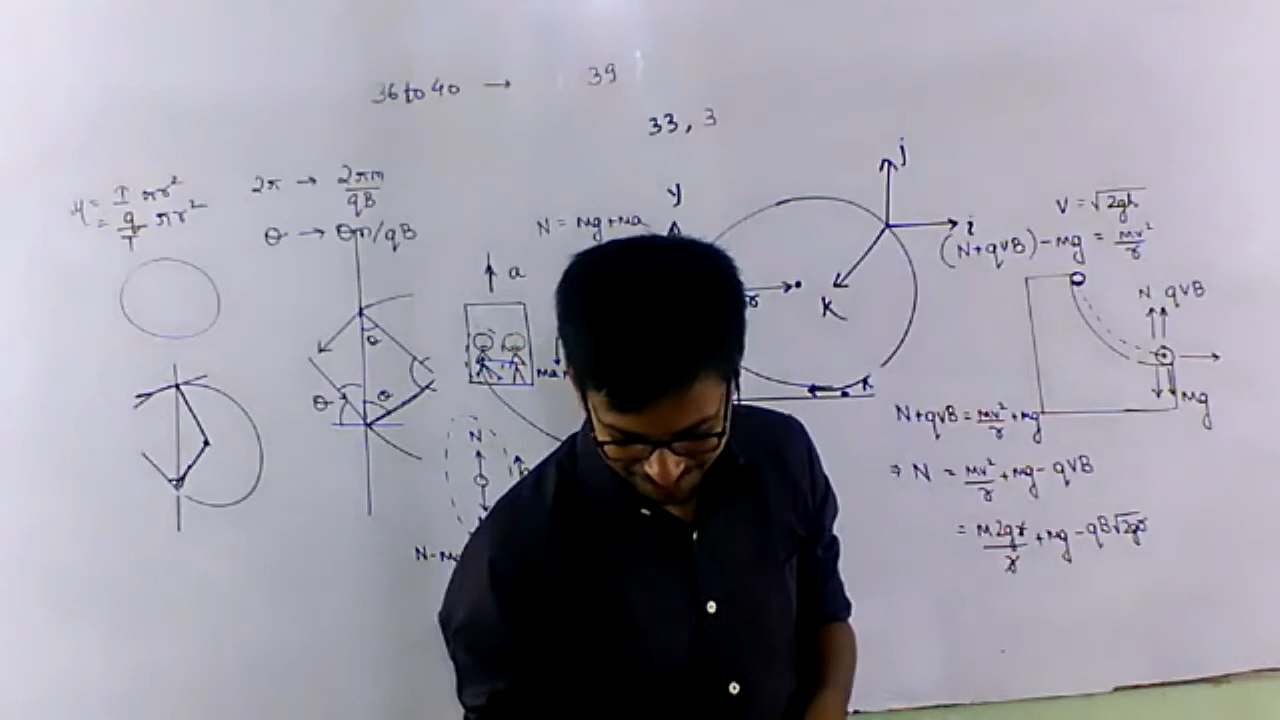 36 to 40 → 39
33, 3
M = I πr²
= q/T πr²
2π → 2πm/qB
θ → θm/qB
N = mg+ma
a
θ
θ
θ
N
y
j
i
K
r
V = √2gh
(N+qVB)-mg = mv²/r
N qVB
mg
N+qVB = mv²/r + mg
⇒ N = mv²/r + mg - qVB
= m2gr/r + mg - qB√2gr